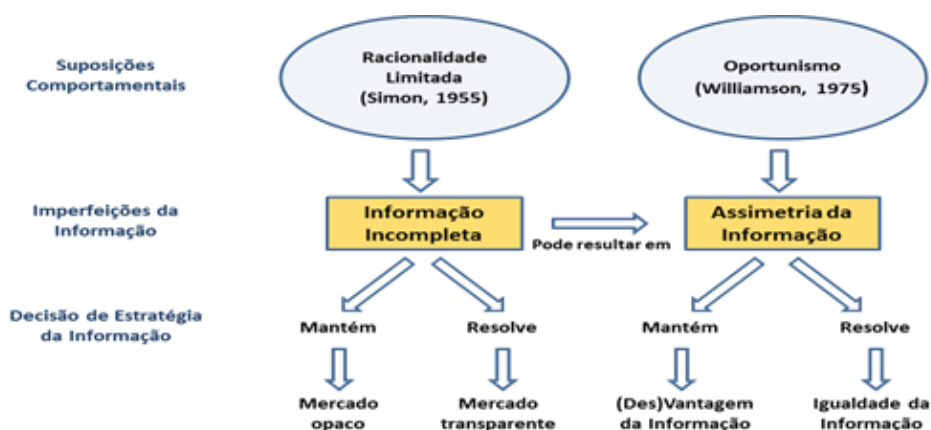 Suposições
Comportamentais
Racionalidade
Limitada
(Simon, 1955)
Oportunismo
(Williamson, 1975)
Imperfeições da
Informação
Informação
Incompleta
Pode resultar em
Assimetria da
Informação
Decisão de Estratégia
da Informação
Mantém
Resolve
Mantém
Resolve
Mercado
opaco
Mercado
transparente
(Des)Vantagem
da Informação
Igualdade da
Informação